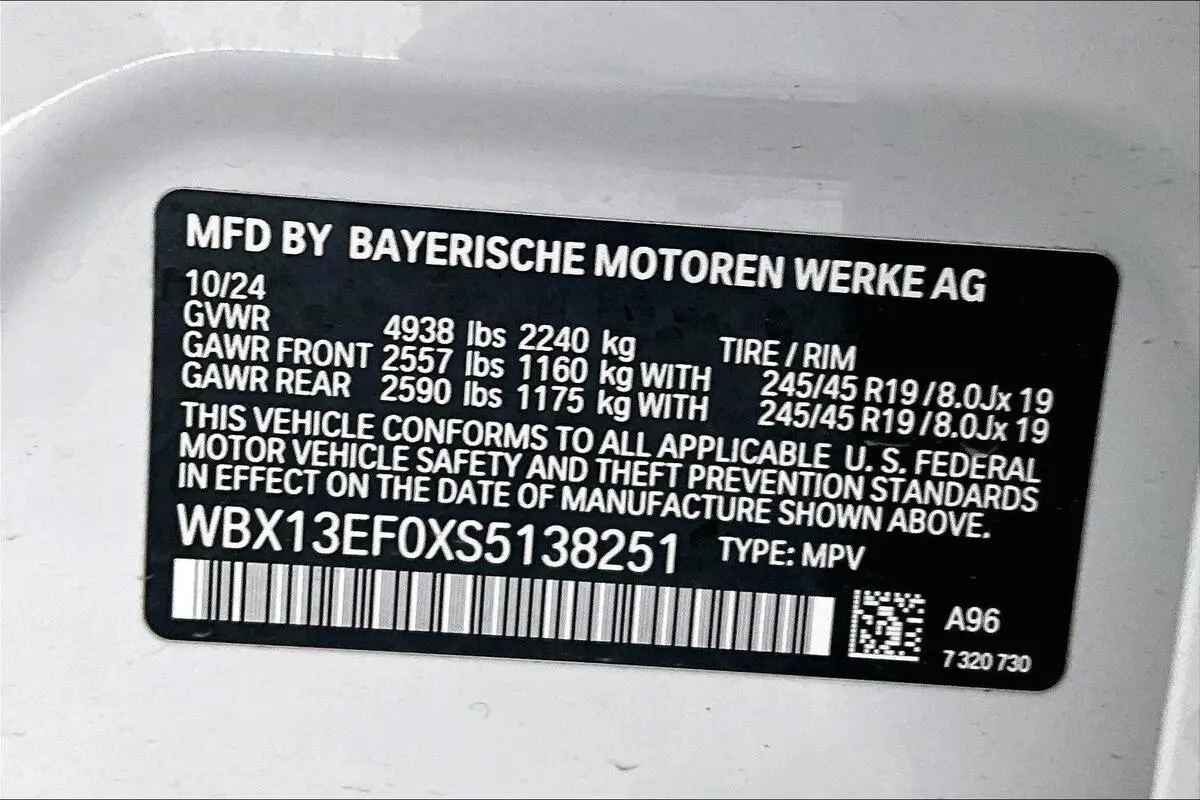 MFD BY BAYERISCHE MOTOREN WERKE AG
10/24
GVWR 4938 lbs 2240 kg TIRE / RIM
GAWR FRONT 2557 lbs 1160 kg WITH 245/45 R19 /8.0Jx 19
GAWR REAR 2590 lbs 1175 kg WITH 245/45 R19 /8.0Jx 19
THIS VEHICLE CONFORMS TO ALL APPLICABLE U. S. FEDERAL
MOTOR VEHICLE SAFETY AND THEFT PREVENTION STANDARDS
IN EFFECT ON THE DATE OF MANUFACTURE SHOWN ABOVE.
WBX13EF0XS5138251 TYPE: MPV
A96
7 320 730